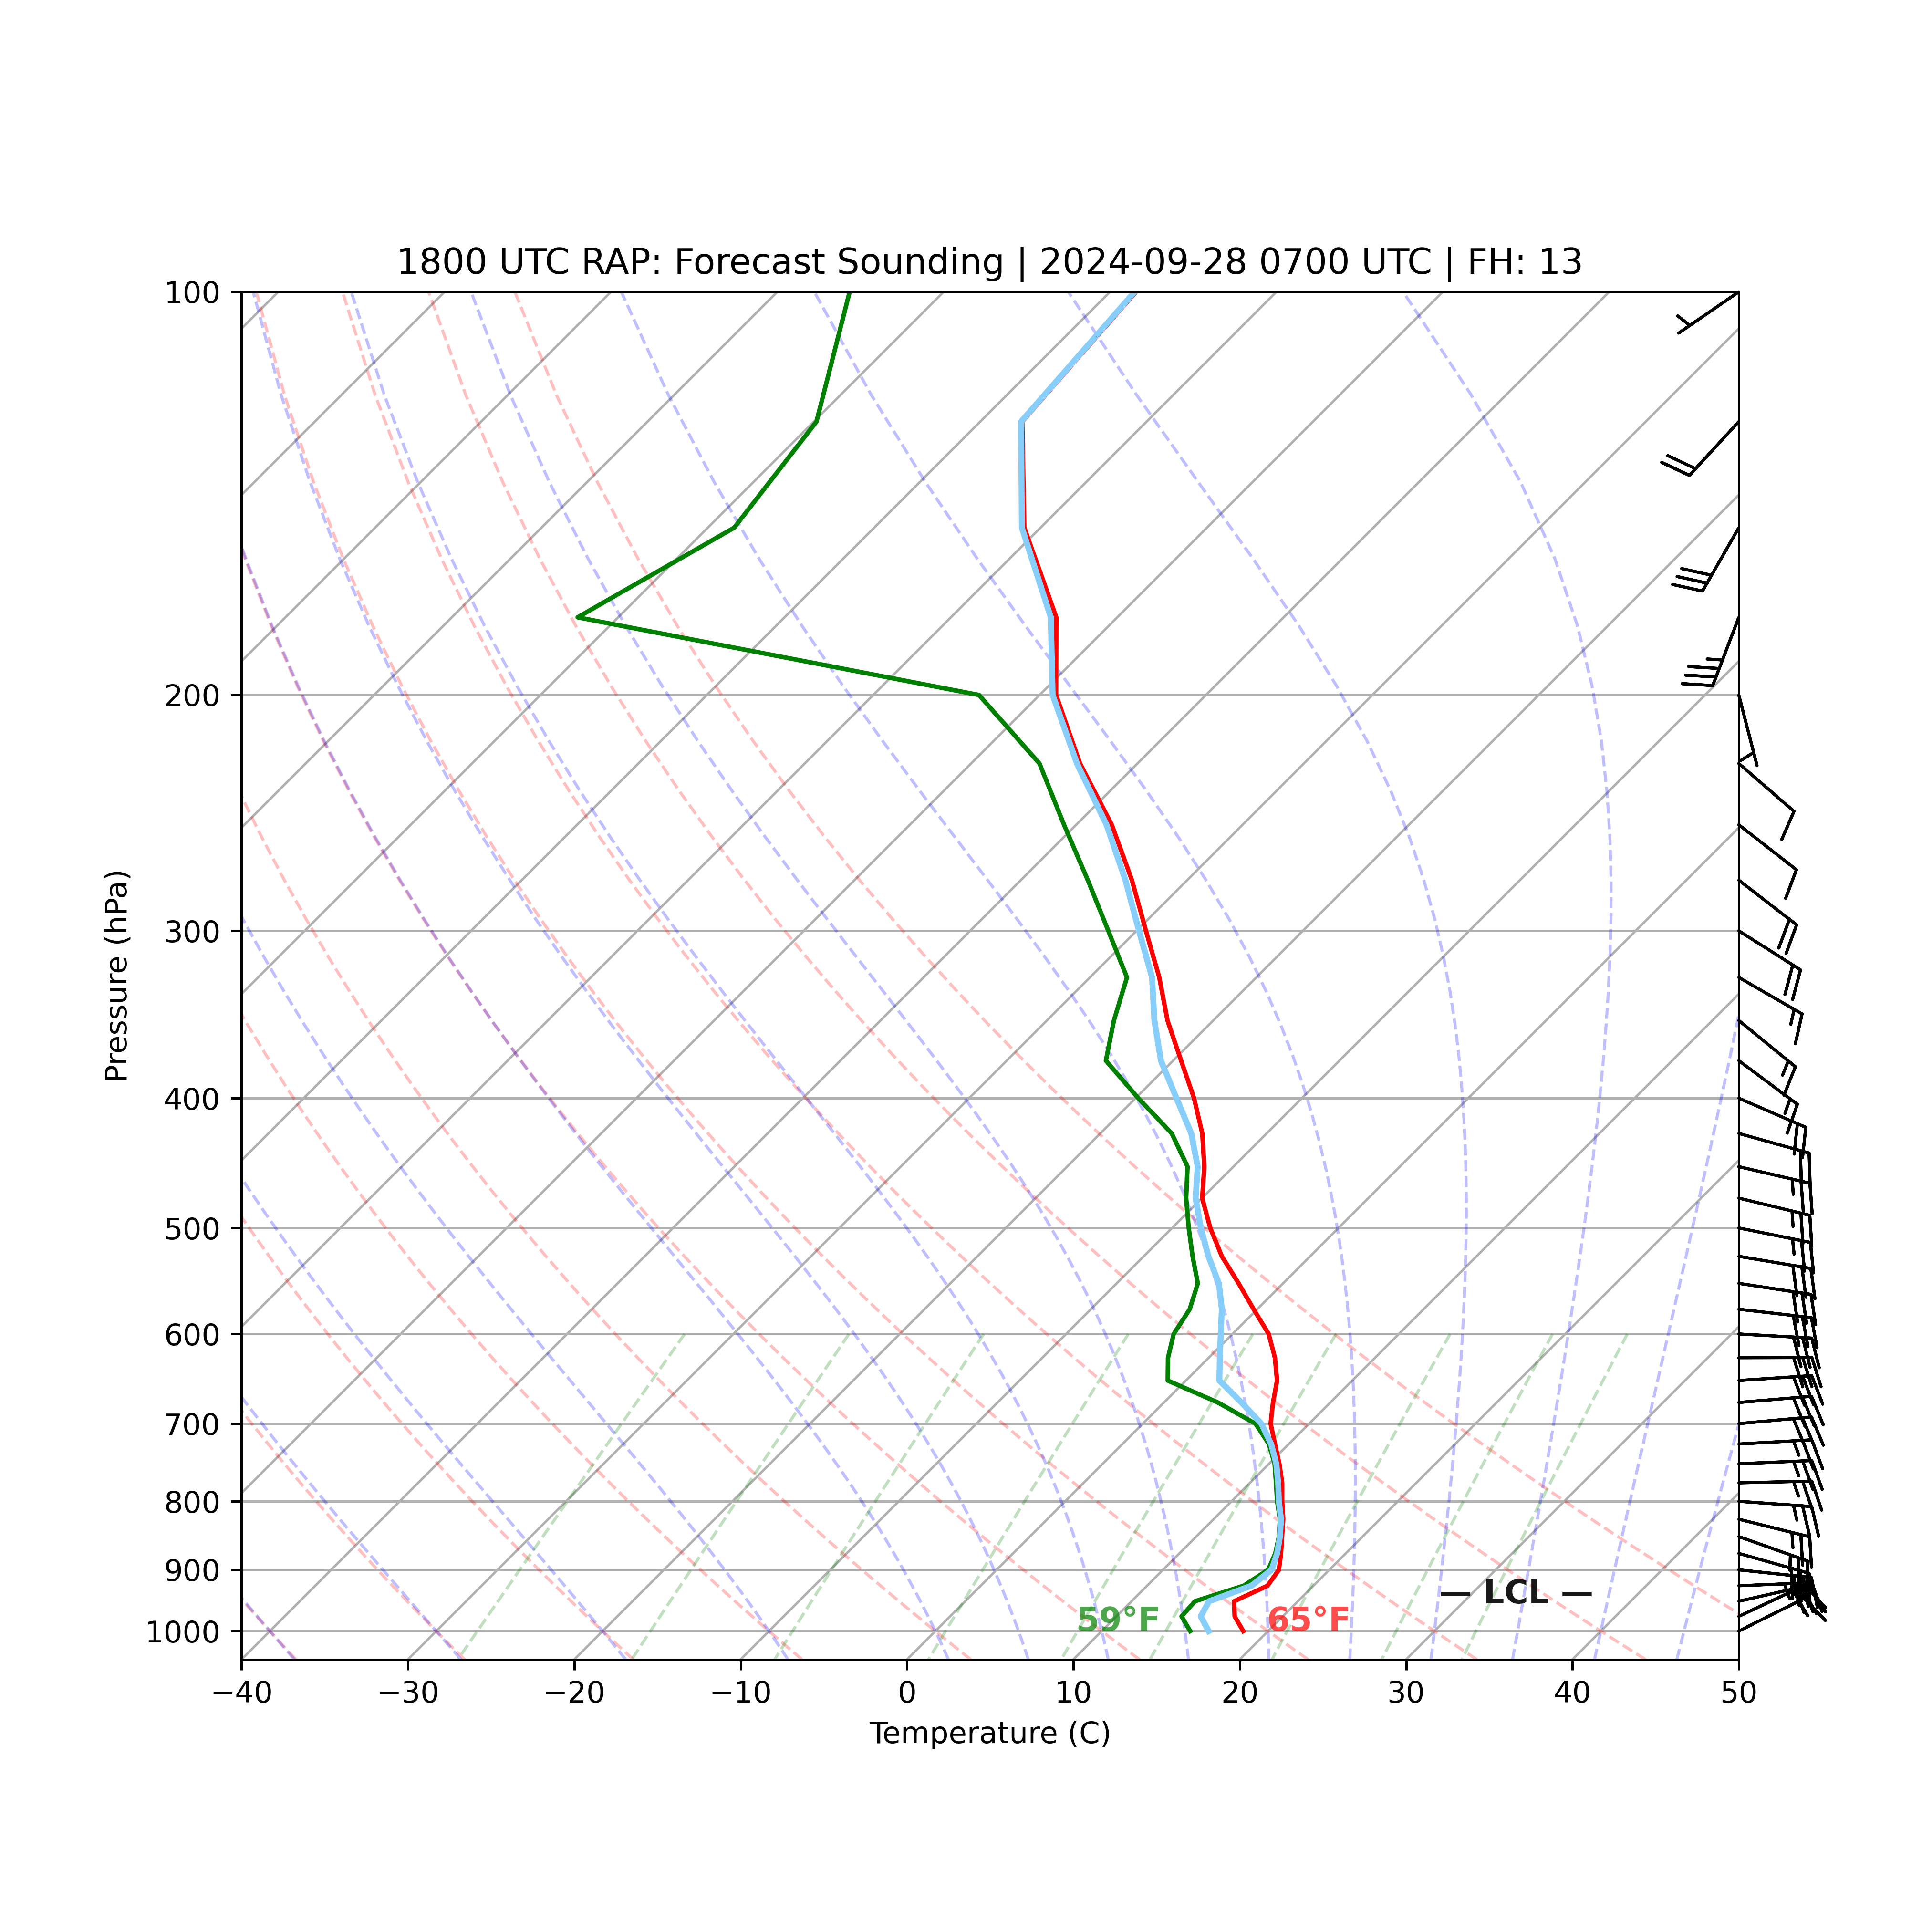 1800 UTC RAP: Forecast Sounding | 2024-09-28 0700 UTC | FH: 13
100
200
300
400
500
600
700
800
900
1000
Pressure (hPa)
— LCL —
59°F
65°F
−40 −30 −20 −10 0 10 20 30 40 50
Temperature (C)